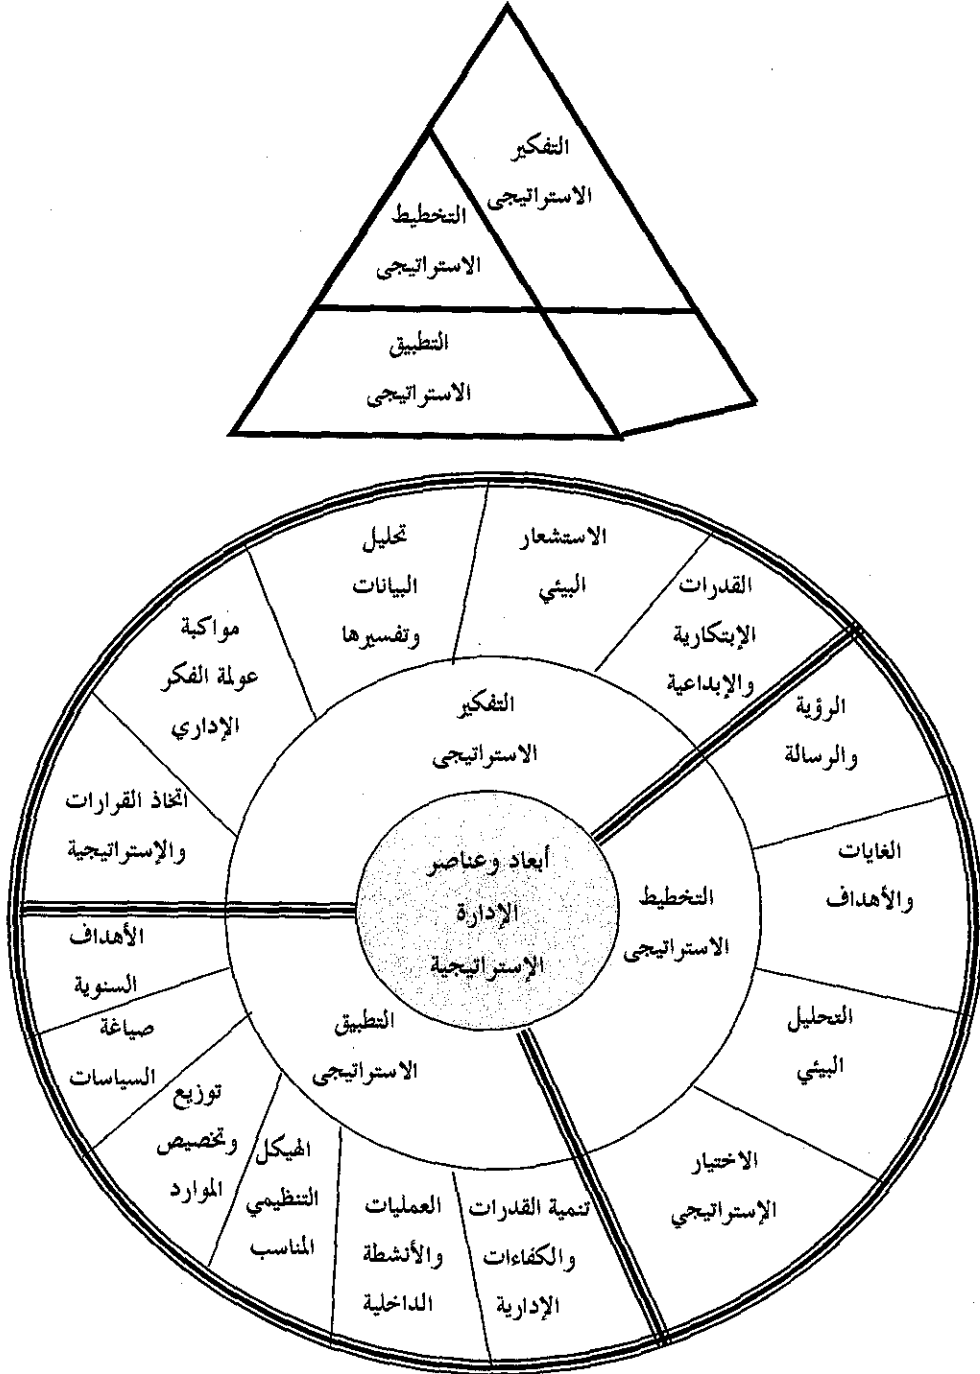 التفكير
الاستراتيجى
التخطيط
الاستراتيجى
التطبيق
الاستراتيجى
الاستشعار
البيئي
تحليل
البيانات
وتفسيرها
القدرات
الإبتكارية
والإبداعية
مواكبة
عولمة الفكر
الإداري
اتخاذ القرارات
والإستراتيجية
التفكير
الاستراتيجى
الرؤية
والرسالة
الغايات
والأهداف
التحليل
البيئي
الاختيار
الإستراتيجي
التخطيط
الاستراتيجى
أبعاد وعناصر
الإدارة
الإستراتيجية
التطبيق
الاستراتيجى
الأهداف
السنوية
صياغة
السياسات
توزيع
وتخصيص
الموارد
الهيكل
التنظيمي
المناسب
العمليات
والأنشطة
الداخلية
تنمية القدرات
والكفاءات
الإدارية